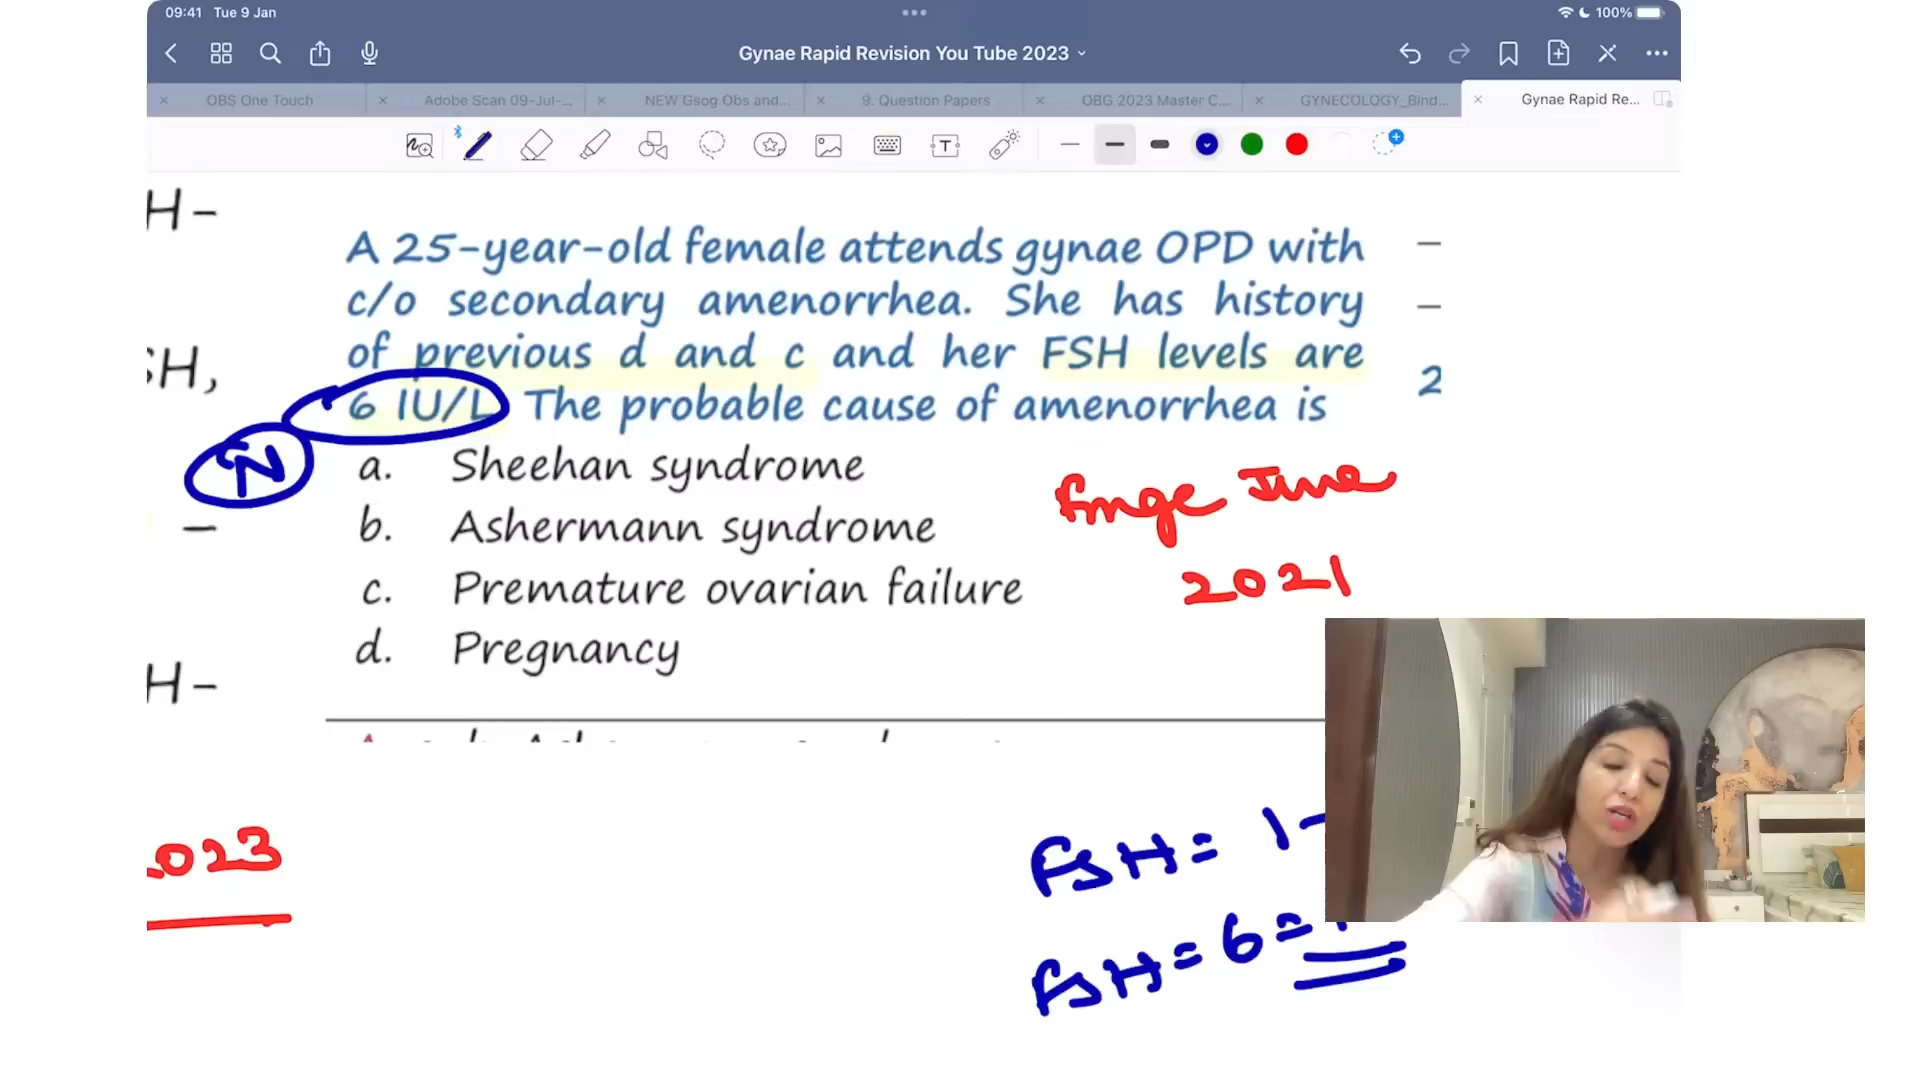 09:41 Tue 9 Jan
100%
Gynae Rapid Revision You Tube 2023
OBS One Touch
Adobe Scan 09-Jul-...
NEW Gsog Obs and...
9. Question Papers
OBG 2023 Master C...
GYNECOLOGY_Bind...
Gynae Rapid Re...
H-
A 25-year-old female attends gynae OPD with
c/o secondary amenorrhea. She has history
of previous d and c and her FSH levels are
SH,
2
6 IU/L The probable cause of amenorrhea is
N
a. Sheehan syndrome
b. Ashermann syndrome
c. Premature ovarian failure
d. Pregnancy
Fmge June
2021
H-
2023
FSH = 1-
FSH = 6 =